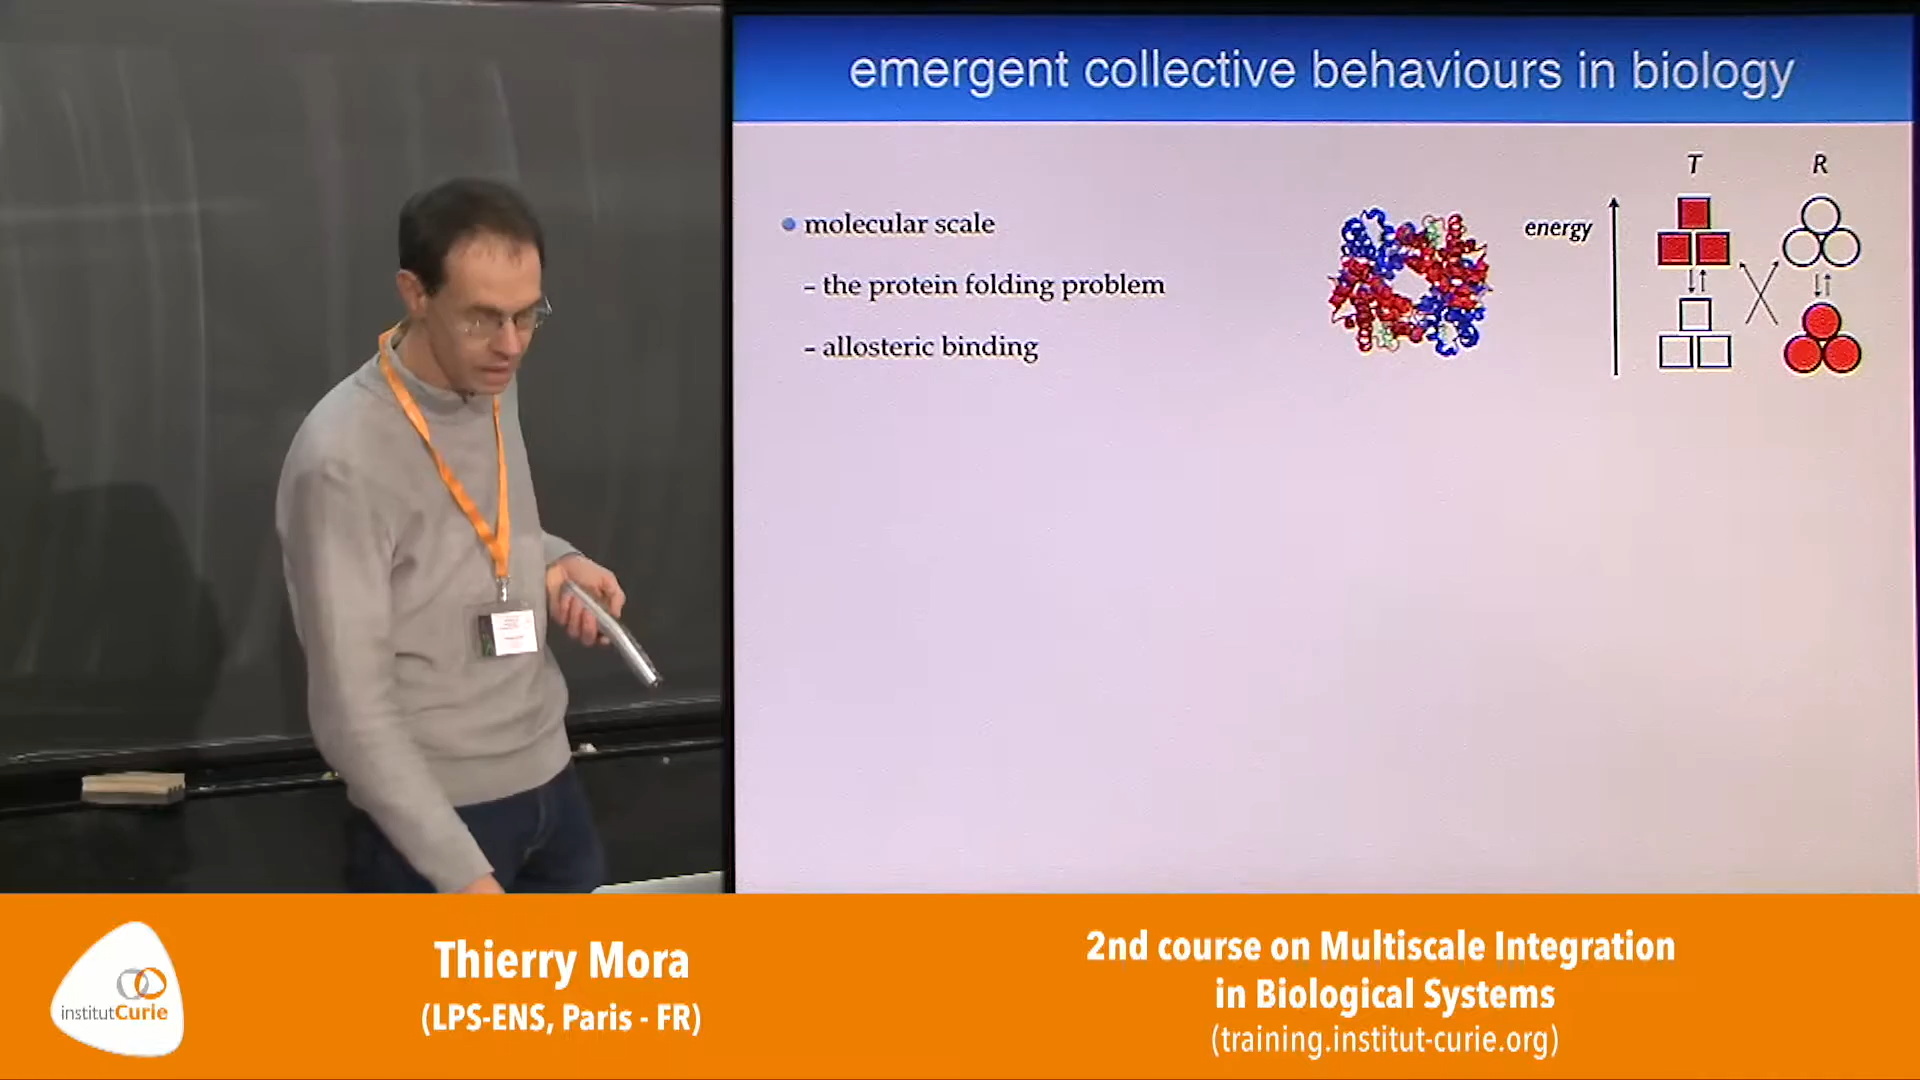 emergent collective behaviours in biology
T R
energy
molecular scale
– the protein folding problem
– allosteric binding
institutCurie
Thierry Mora
(LPS-ENS, Paris - FR)
2nd course on Multiscale Integration
in Biological Systems
(training.institut-curie.org)